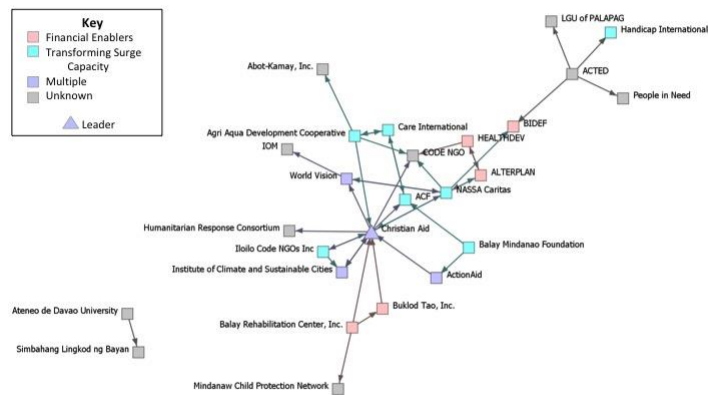 Key
Financial Enablers
Transforming Surge
Capacity
Multiple
Unknown
Leader
LGU of PALAPAG
Handicap International
ACTED
People in Need
Abot-Kamay, Inc.
BIDEF
Agri Aqua Development Cooperative
Care International
HEALTHDEV
IOM
CODE NGO
World Vision
ALTERPLAN
NASSA Caritas
ACF
Humanitarian Response Consortium
Christian Aid
Iloilo Code NGOs Inc
Balay Mindanao Foundation
Institute of Climate and Sustainable Cities
ActionAid
Ateneo de Davao University
Buklod Tao, Inc.
Balay Rehabilitation Center, Inc.
Simbahang Lingkod ng Bayan
Mindanaw Child Protection Network